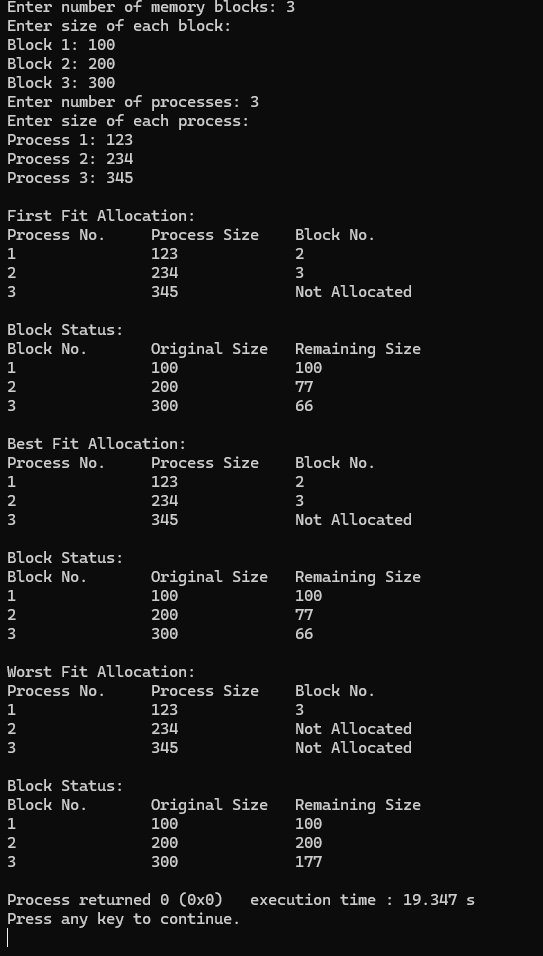 Enter number of memory blocks: 3
Enter size of each block:
Block 1: 100
Block 2: 200
Block 3: 300
Enter number of processes: 3
Enter size of each process:
Process 1: 123
Process 2: 234
Process 3: 345
First Fit Allocation:
Process No. Process Size Block No.
1 123 2
2 234 3
3 345 Not Allocated
Block Status:
Block No. Original Size Remaining Size
1 100 100
2 200 77
3 300 66
Best Fit Allocation:
Process No. Process Size Block No.
1 123 2
2 234 3
3 345 Not Allocated
Block Status:
Block No. Original Size Remaining Size
1 100 100
2 200 77
3 300 66
Worst Fit Allocation:
Process No. Process Size Block No.
1 123 3
2 234 Not Allocated
3 345 Not Allocated
Block Status:
Block No. Original Size Remaining Size
1 100 100
2 200 200
3 300 177
Process returned 0 (0x0) execution time : 19.347 s
Press any key to continue.